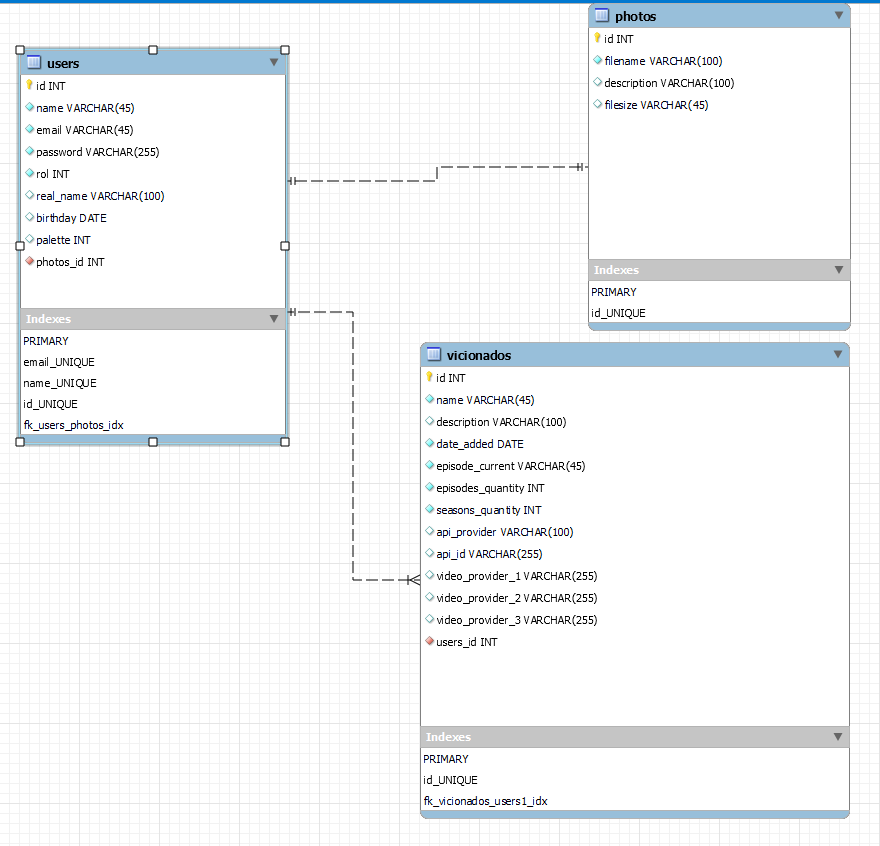 users
id INT
name VARCHAR(45)
email VARCHAR(45)
password VARCHAR(255)
rol INT
real_name VARCHAR(100)
birthday DATE
palette INT
photos_id INT
Indexes
PRIMARY
email_UNIQUE
name_UNIQUE
id_UNIQUE
fk_users_photos_idx
photos
id INT
filename VARCHAR(100)
description VARCHAR(100)
filesize VARCHAR(45)
Indexes
PRIMARY
id_UNIQUE
vicionados
id INT
name VARCHAR(45)
description VARCHAR(100)
date_added DATE
episode_current VARCHAR(45)
episodes_quantity INT
seasons_quantity INT
api_provider VARCHAR(100)
api_id VARCHAR(255)
video_provider_1 VARCHAR(255)
video_provider_2 VARCHAR(255)
video_provider_3 VARCHAR(255)
users_id INT
Indexes
PRIMARY
id_UNIQUE
fk_vicionados_users1_idx